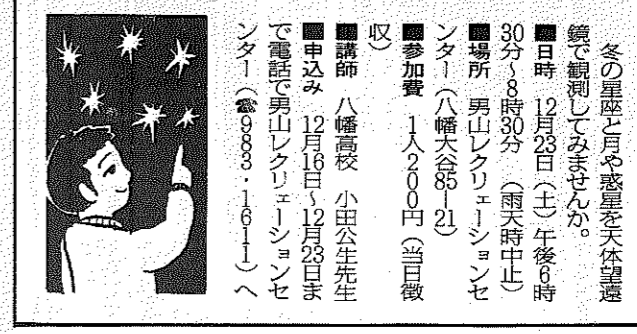 冬の星座と月や惑星を天体望遠
鏡で観測してみませんか。
■日時　12月23日（土）午後6時
30分～8時30分　（雨天時中止）
■場所　男山レクリェーションセ
ンター（八幡大谷85―21）
■参加費　1人200円（当日徴
収）
■講師　八幡高校　小田公生先生
■申込み　12月16日～12月23日ま
で電話で男山レクリェーションセ
ンター（☎983・1611）へ